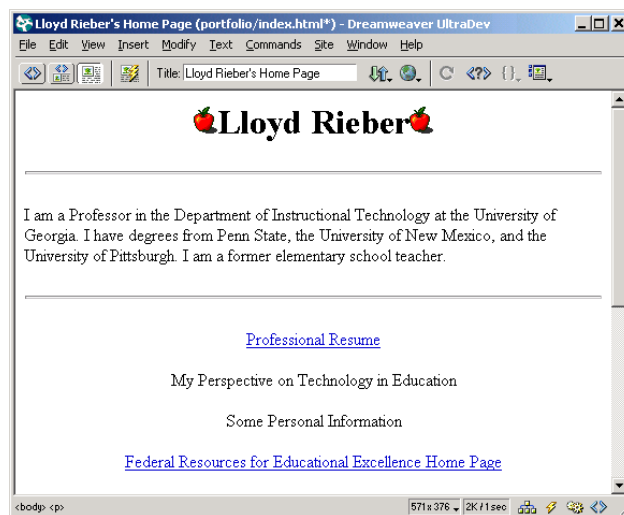 Lloyd Rieber's Home Page (portfolio/index.html*) - Dreamweaver UltraDev
File Edit View Insert Modify Text Commands Site Window Help
Title: Lloyd Rieber's Home Page
Lloyd Rieber
I am a Professor in the Department of Instructional Technology at the University of
Georgia. I have degrees from Penn State, the University of New Mexico, and the
University of Pittsburgh. I am a former elementary school teacher.
Professional Resume
My Perspective on Technology in Education
Some Personal Information
Federal Resources for Educational Excellence Home Page
<body> <p> 571 x 376 2K / 1 sec